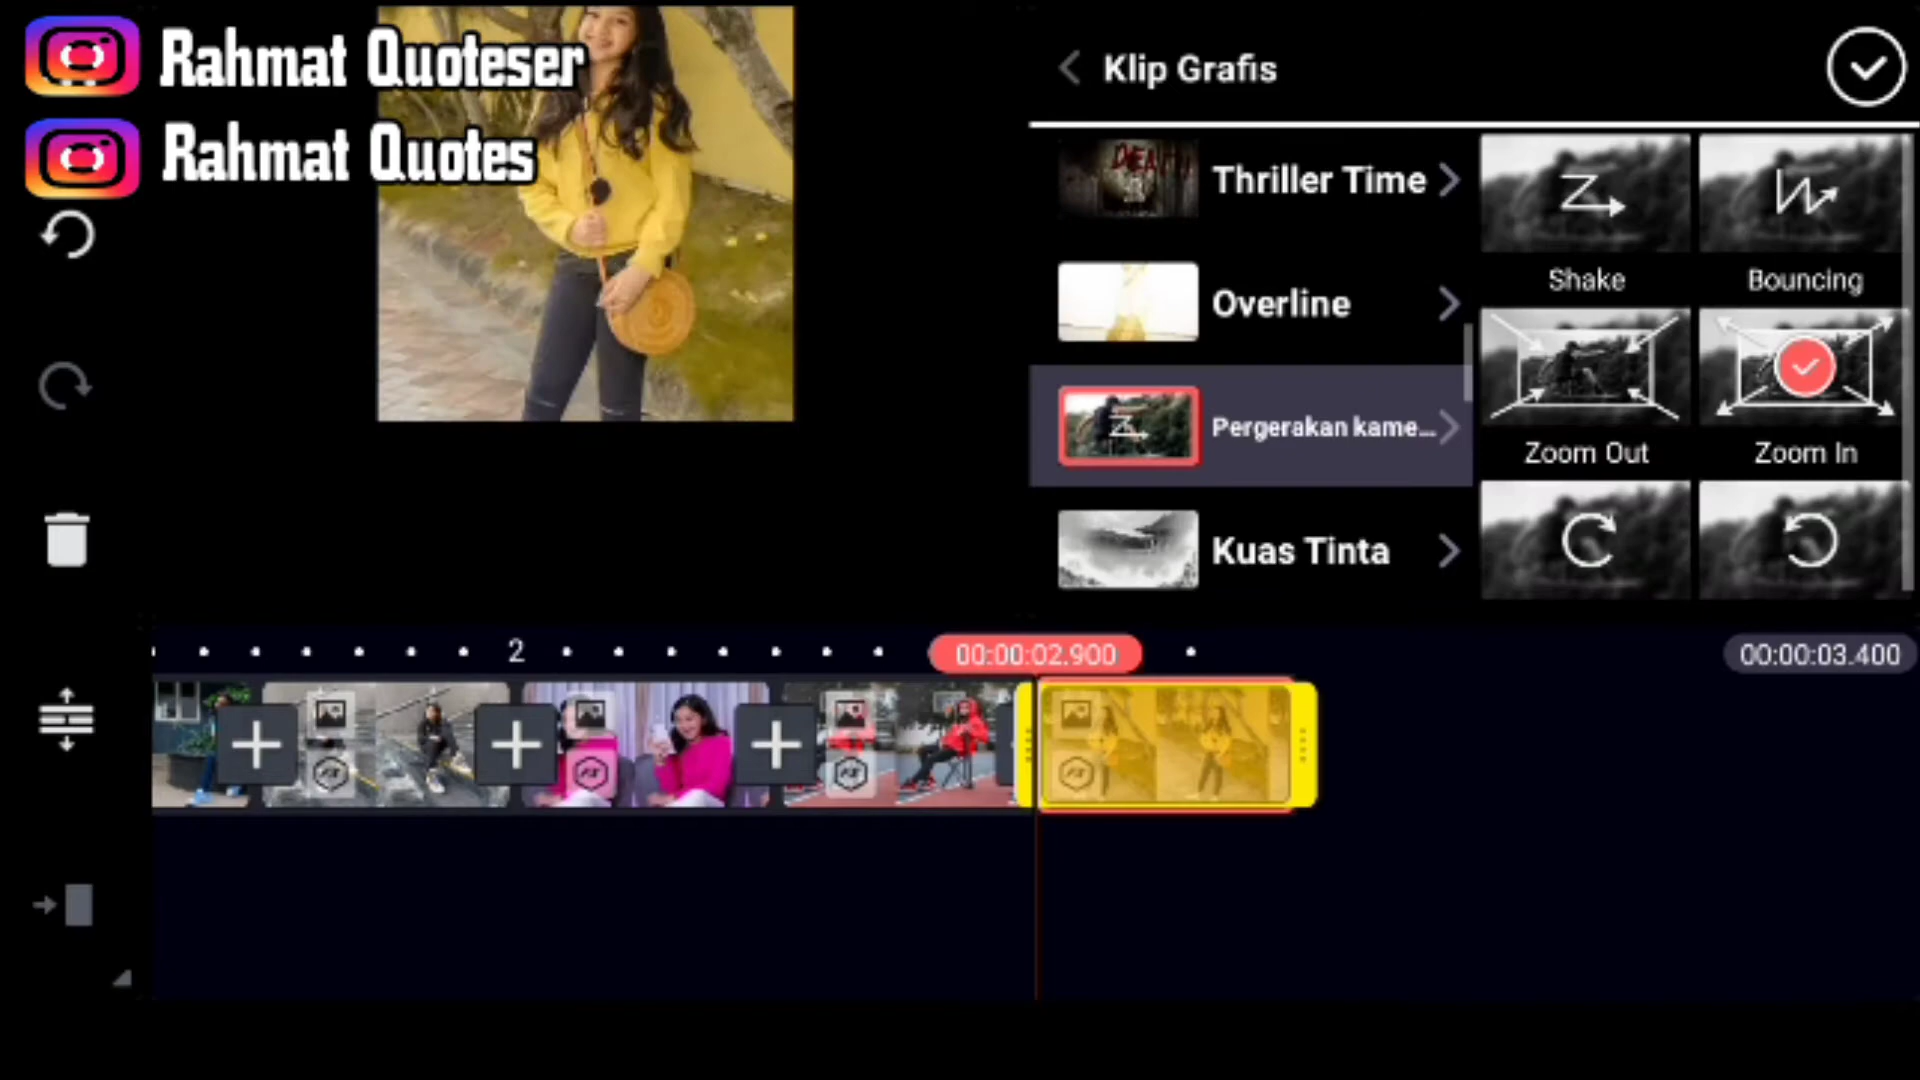 Rahmat Quoteser
Rahmat Quotes
Klip Grafis
Thriller Time
Overline
Pergerakan kame...
Kuas Tinta
Shake
Bouncing
Zoom Out
Zoom In
2
00:00:02.900
00:00:03.400